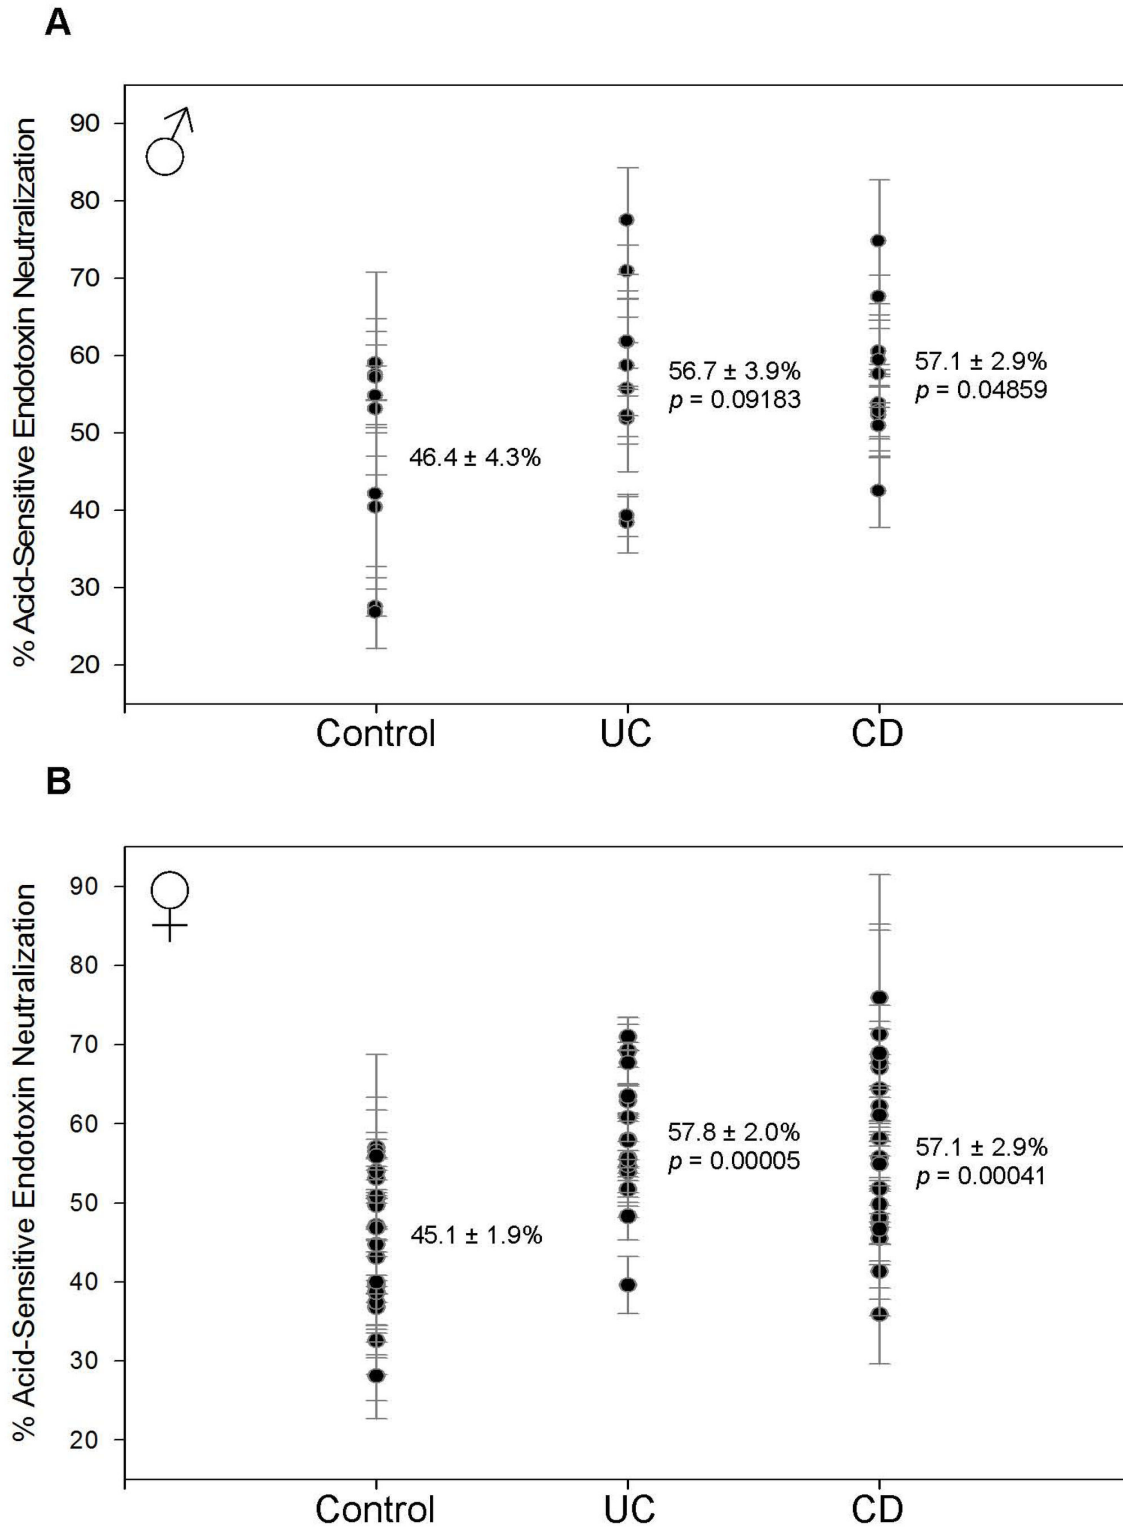 A
% Acid-Sensitive Endotoxin Neutralization
90
80
70
60
50
40
30
20
46.4 ± 4.3%
56.7 ± 3.9%
p = 0.09183
57.1 ± 2.9%
p = 0.04859
Control UC CD
B
% Acid-Sensitive Endotoxin Neutralization
90
80
70
60
50
40
30
20
45.1 ± 1.9%
57.8 ± 2.0%
p = 0.00005
57.1 ± 2.9%
p = 0.00041
Control UC CD